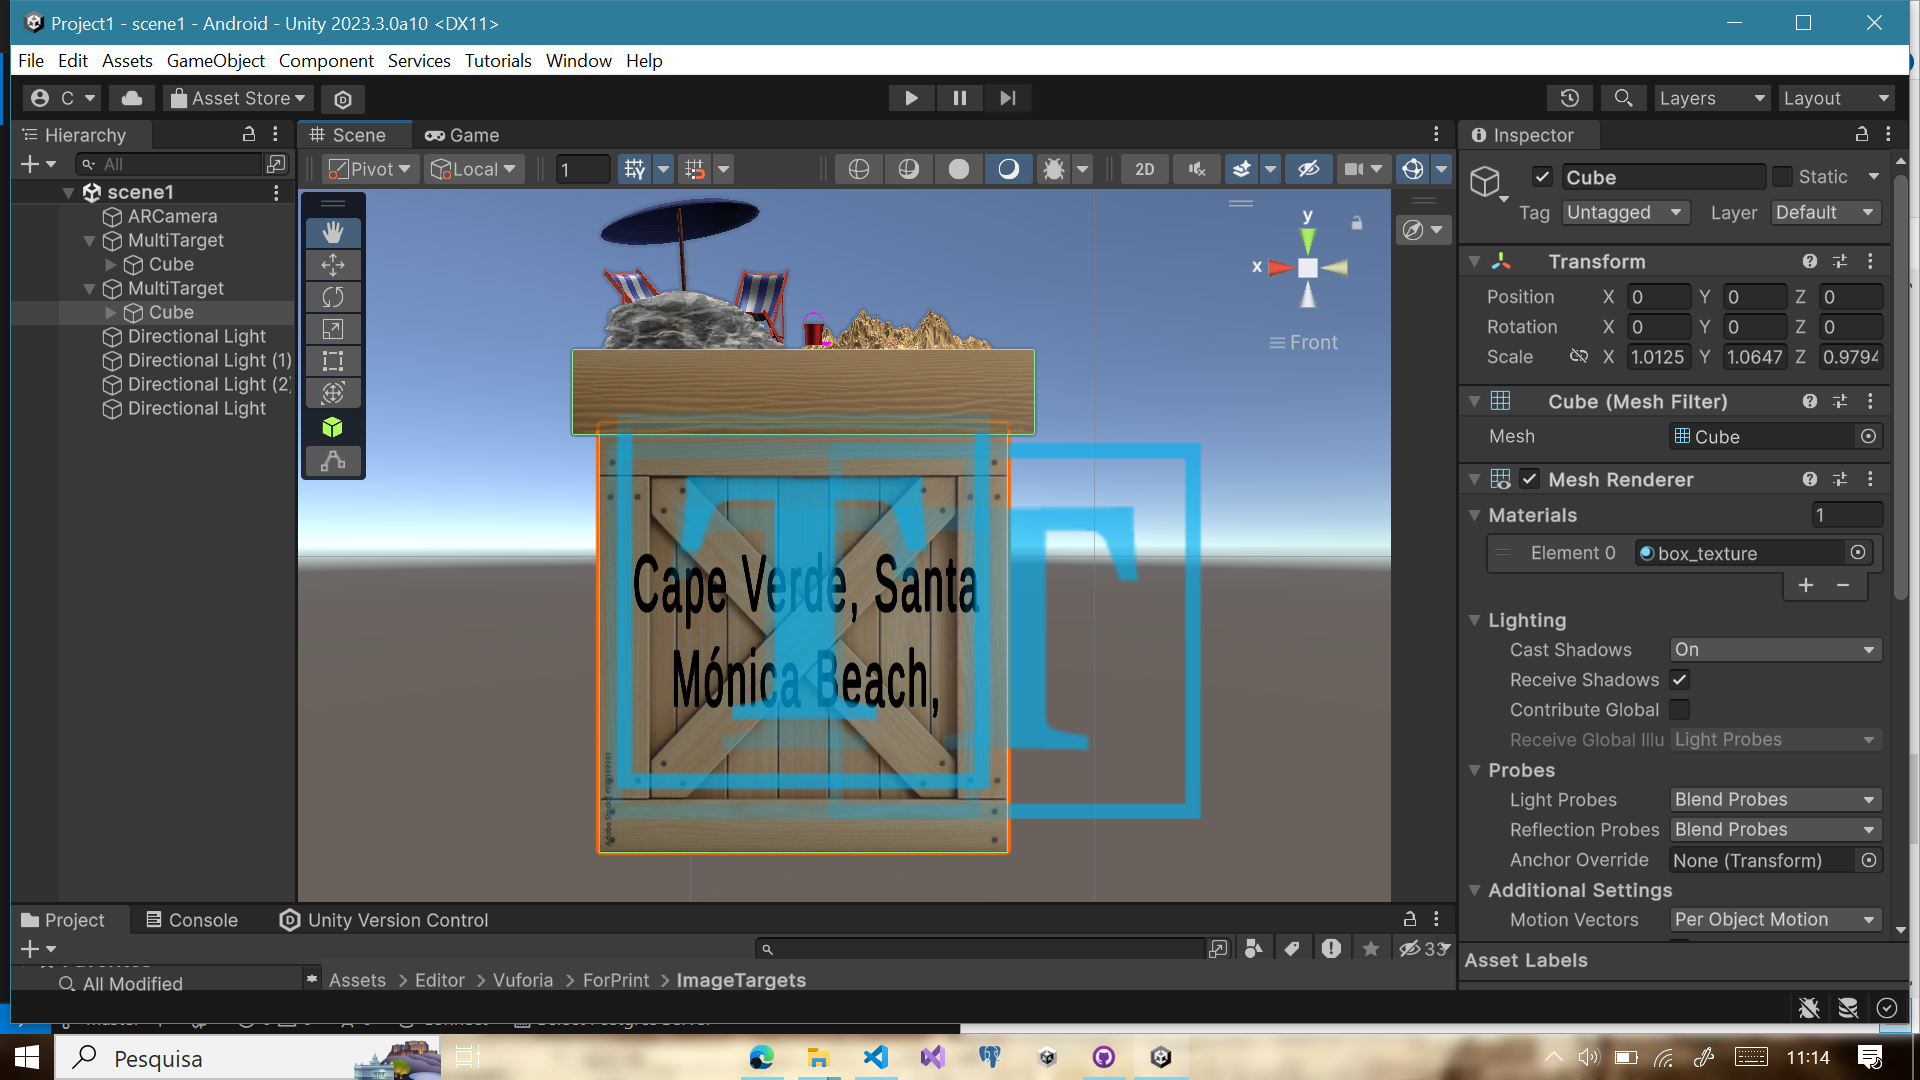 Project1 - scene1 - Android - Unity 2023.3.0a10 <DX11>
File Edit Assets GameObject Component Services Tutorials Window Help
C Asset Store Layers Layout
Hierarchy
All
scene1
ARCamera
MultiTarget
Cube
MultiTarget
Cube
Directional Light
Directional Light (1)
Directional Light (2)
Directional Light
Scene Game
Pivot Local 1 2D
y
x
Front
Cape Verde, Santa
Mónica Beach,
T T
Inspector
Cube Static
Tag Untagged Layer Default
Transform
Position X 0 Y 0 Z 0
Rotation X 0 Y 0 Z 0
Scale X 1.0125 Y 1.0647 Z 0.9794
Cube (Mesh Filter)
Mesh Cube
Mesh Renderer
Materials 1
Element 0 box_texture
+ −
Lighting
Cast Shadows On
Receive Shadows
Contribute Global
Receive Global Illu Light Probes
Probes
Light Probes Blend Probes
Reflection Probes Blend Probes
Anchor Override None (Transform)
Additional Settings
Motion Vectors Per Object Motion
Asset Labels
Project Console Unity Version Control
33
All Modified
Assets > Editor > Vuforia > ForPrint > ImageTargets
Pesquisa
11:14